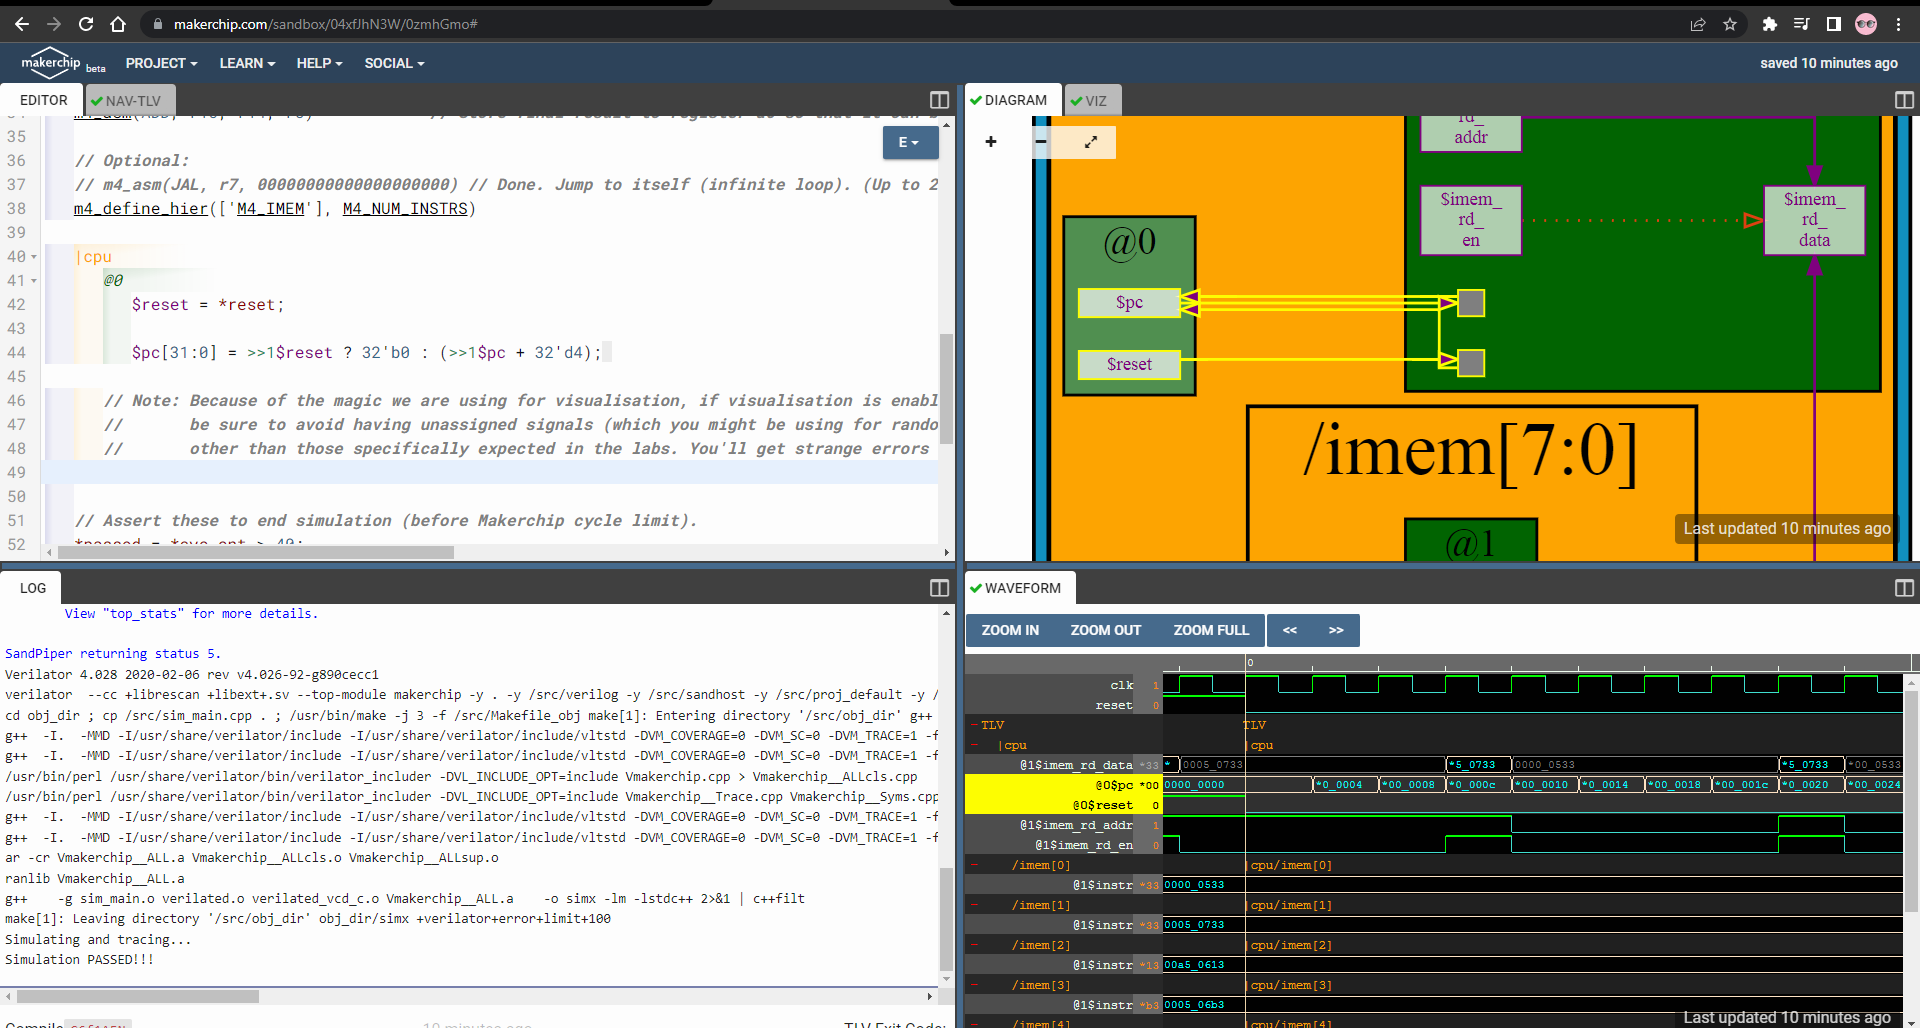 makerchip.com/sandbox/04xfJhN3W/0zmhGmo#
makerchip beta PROJECT LEARN HELP SOCIAL saved 10 minutes ago
EDITOR NAV-TLV
E
35
36 // Optional:
37 // m4_asm(JAL, r7, 00000000000000000000) // Done. Jump to itself (infinite loop). (Up to 2
38 m4_define_hier(['M4_IMEM'], M4_NUM_INSTRS)
39
40 |cpu
41 @0
42 $reset = *reset;
43
44 $pc[31:0] = >>1$reset ? 32'b0 : (>>1$pc + 32'd4);
45
46 // Note: Because of the magic we are using for visualisation, if visualisation is enabl
47 // be sure to avoid having unassigned signals (which you might be using for rando
48 // other than those specifically expected in the labs. You'll get strange errors
49
50
51 // Assert these to end simulation (before Makerchip cycle limit).
52 *passed = *cyc_cnt > 40;
DIAGRAM VIZ
rd_
addr
$imem_
rd_
en
$imem_
rd_
data
@0
$pc
$reset
/imem[7:0]
@1
Last updated 10 minutes ago
LOG
View "top_stats" for more details.
SandPiper returning status 5.
Verilator 4.028 2020-02-06 rev v4.026-92-g890cecc1
verilator --cc +librescan +libext+.sv --top-module makerchip -y . -y /src/verilog -y /src/sandhost -y /src/proj_default -y /
cd obj_dir ; cp /src/sim_main.cpp . ; /usr/bin/make -j 3 -f /src/Makefile_obj make[1]: Entering directory '/src/obj_dir' g++
g++ -I. -MMD -I/usr/share/verilator/include -I/usr/share/verilator/include/vltstd -DVM_COVERAGE=0 -DVM_SC=0 -DVM_TRACE=1 -f
g++ -I. -MMD -I/usr/share/verilator/include -I/usr/share/verilator/include/vltstd -DVM_COVERAGE=0 -DVM_SC=0 -DVM_TRACE=1 -f
/usr/bin/perl /usr/share/verilator/bin/verilator_includer -DVL_INCLUDE_OPT=include Vmakerchip.cpp > Vmakerchip__ALLcls.cpp
/usr/bin/perl /usr/share/verilator/bin/verilator_includer -DVL_INCLUDE_OPT=include Vmakerchip__Trace.cpp Vmakerchip__Syms.cpp
g++ -I. -MMD -I/usr/share/verilator/include -I/usr/share/verilator/include/vltstd -DVM_COVERAGE=0 -DVM_SC=0 -DVM_TRACE=1 -f
g++ -I. -MMD -I/usr/share/verilator/include -I/usr/share/verilator/include/vltstd -DVM_COVERAGE=0 -DVM_SC=0 -DVM_TRACE=1 -f
ar -cr Vmakerchip__ALL.a Vmakerchip__ALLcls.o Vmakerchip__ALLsup.o
ranlib Vmakerchip__ALL.a
g++ -g sim_main.o verilated.o verilated_vcd_c.o Vmakerchip__ALL.a -o simx -lm -lstdc++ 2>&1 | c++filt
make[1]: Leaving directory '/src/obj_dir' obj_dir/simx +verilator+error+limit+100
Simulating and tracing...
Simulation PASSED!!!
WAVEFORM
ZOOM IN ZOOM OUT ZOOM FULL << >>
0
clk 1
reset 0
TLV TLV
|cpu |cpu
@1$imem_rd_data *33 * 0005_0733 *5_0733 0000_0533 *5_0733 *00_0533
@0$pc *00 0000_0000 *0_0004 *00_0008 *0_000c *00_0010 *0_0014 *00_0018 *00_001c *0_0020 *00_0024
@0$reset 0
@1$imem_rd_addr 1
@1$imem_rd_en 0
/imem[0] |cpu/imem[0]
@1$instr *33 0000_0533
/imem[1] |cpu/imem[1]
@1$instr *33 0005_0733
/imem[2] |cpu/imem[2]
@1$instr *13 00a5_0613
/imem[3] |cpu/imem[3]
@1$instr *b3 0005_06b3
/imem[4] |cpu/imem[4]
Last updated 10 minutes ago